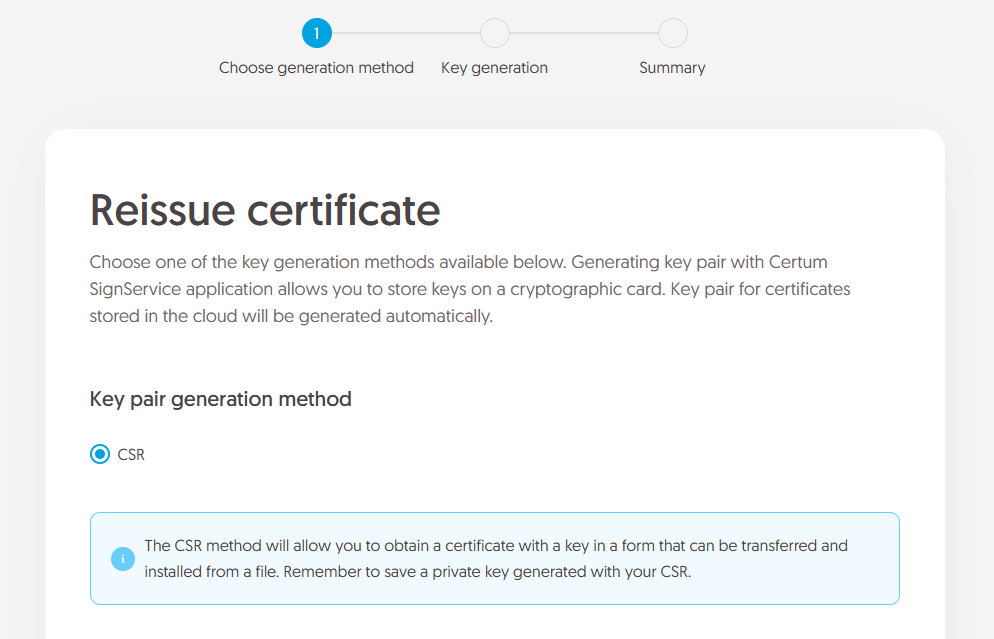 1
Choose generation method
Key generation
Summary
Reissue certificate
Choose one of the key generation methods available below. Generating key pair with Certum
SignService application allows you to store keys on a cryptographic card. Key pair for certificates
stored in the cloud will be generated automatically.
Key pair generation method
CSR
i
The CSR method will allow you to obtain a certificate with a key in a form that can be transferred and
installed from a file. Remember to save a private key generated with your CSR.